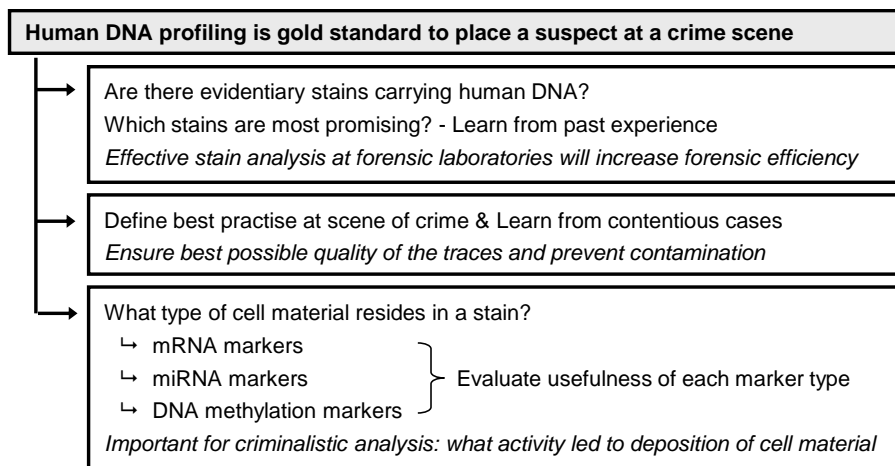 Human DNA profiling is gold standard to place a suspect at a crime scene
Are there evidentiary stains carrying human DNA?
Which stains are most promising? - Learn from past experience
Effective stain analysis at forensic laboratories will increase forensic efficiency
Define best practise at scene of crime & Learn from contentious cases
Ensure best possible quality of the traces and prevent contamination
What type of cell material resides in a stain?
↳ mRNA markers
↳ miRNA markers
Evaluate usefulness of each marker type
↳ DNA methylation markers
Important for criminalistic analysis: what activity led to deposition of cell material